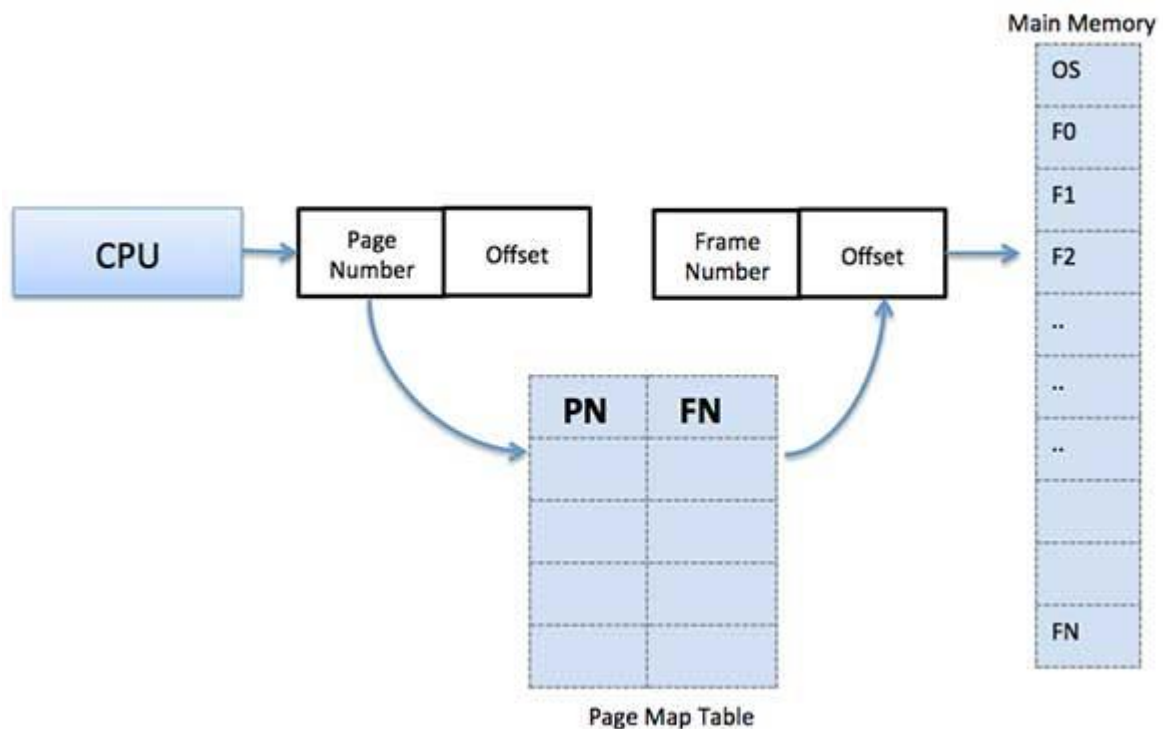 Main Memory
OS
F0
F1
F2
..
..
..
FN
CPU
Page
Number
Offset
Frame
Number
Offset
PN
FN
Page Map Table